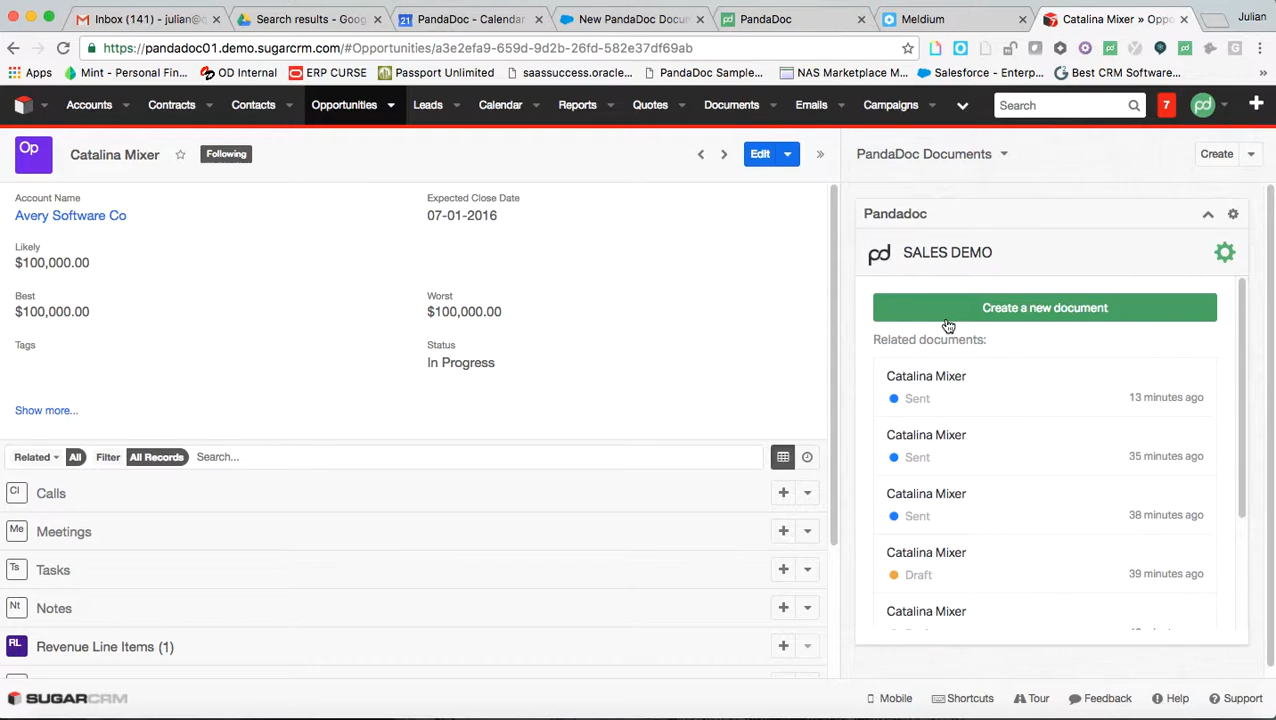 Inbox (141) - julian@
Search results - Goo
PandaDoc - Calendar
New PandaDoc Docum
PandaDoc
Meldium
Catalina Mixer » Oppo
Julian
https://pandadoc01.demo.sugarcrm.com/#Opportunities/a3e2efa9-659d-9d2b-26fd-582e37df69ab
Apps
Mint - Personal Fin...
OD Internal
ERP CURSE
Passport Unlimited
saassuccess.oracle...
PandaDoc Sample...
NAS Marketplace M...
Salesforce - Enterp...
Best CRM Software...
Accounts
Contracts
Contacts
Opportunities
Leads
Calendar
Reports
Quotes
Documents
Emails
Campaigns
Search
7
pd
Op
Catalina Mixer
Following
Edit
PandaDoc Documents
Create
Account Name
Avery Software Co
Expected Close Date
07-01-2016
Likely
$100,000.00
Best
$100,000.00
Worst
$100,000.00
Tags
Status
In Progress
Show more...
Related
All
Filter
All Records
Search...
Cl
Calls
Me
Meetings
Ts
Tasks
Nt
Notes
RL
Revenue Line Items (1)
Pandadoc
pd
SALES DEMO
Create a new document
Related documents:
Catalina Mixer
Sent
13 minutes ago
Catalina Mixer
Sent
35 minutes ago
Catalina Mixer
Sent
38 minutes ago
Catalina Mixer
Draft
39 minutes ago
Catalina Mixer
SUGARCRM
Mobile
Shortcuts
Tour
Feedback
Help
Support